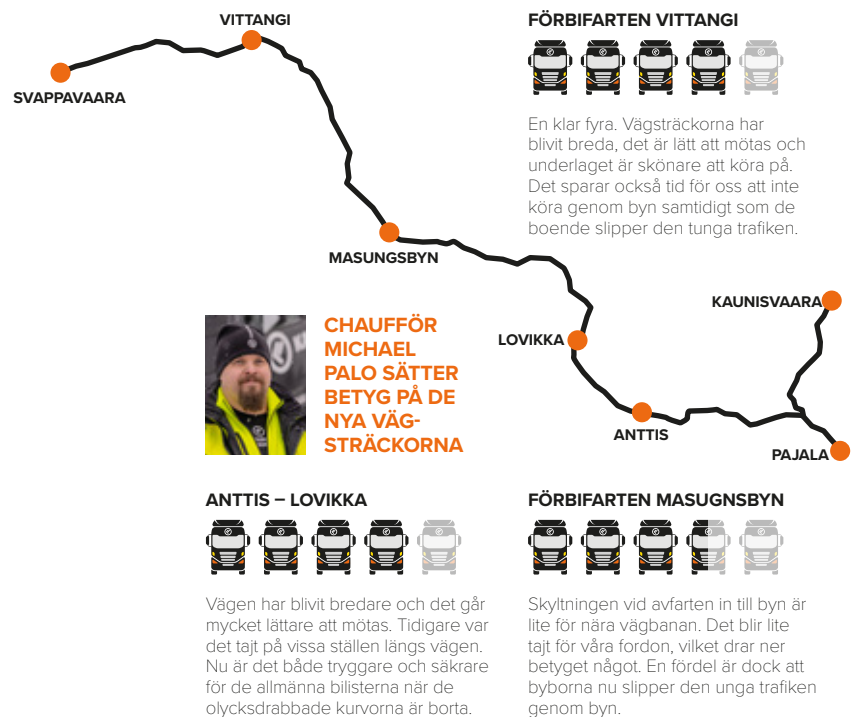 VITTANGI
SVAPPAVAARA
MASUNGSBYN
LOVIKKA
ANTTIS
KAUNISVAARA
PAJALA
FÖRBIFARTEN VITTANGI
En klar fyra. Vägsträckorna har
blivit breda, det är lätt att mötas och
underlaget är skönare att köra på.
Det sparar också tid för oss att inte
köra genom byn samtidigt som de
boende slipper den tunga trafiken.
CHAUFFÖR
MICHAEL
PALO SÄTTER
BETYG PÅ DE
NYA VÄG-
STRÄCKORNA
ANTTIS – LOVIKKA
Vägen har blivit bredare och det går
mycket lättare att mötas. Tidigare var
det tajt på vissa ställen längs vägen.
Nu är det både tryggare och säkrare
för de allmänna bilisterna när de
olycksdrabbade kurvorna är borta.
FÖRBIFARTEN MASUGNSBYN
Skyltningen vid avfarten in till byn är
lite för nära vägbanan. Det blir lite
tajt för våra fordon, vilket drar ner
betyget något. En fördel är dock att
byborna nu slipper den unga trafiken
genom byn.